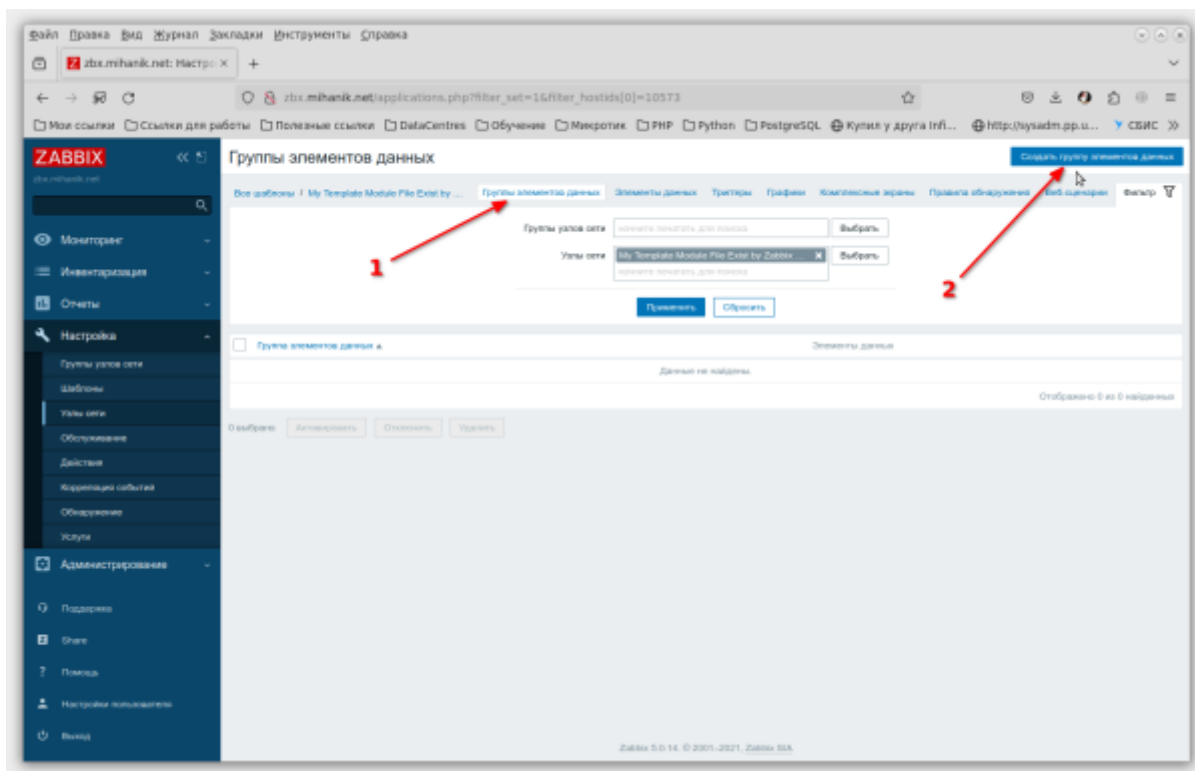 Файл Правка Вид Журнал Закладки Инструменты Справка
zbx.mihanik.net: Настро
zbx.mihanik.net/applications.php?filter_set=1&filter_hostids[0]=10573
Мои ссылки Ссылки для работы Полезные ссылки DataCentres Обучение Микротик PHP Python PostgreSQL Купил у друга Infi... http://sysadm.pp.u... СБИС
ZABBIX
zbx.mihanik.net
Группы элементов данных
Создать группу элементов данных
Все шаблоны / My Template Module File Exist by ... Группы элементов данных Элементы данных Триггеры Графики Комплексные экраны Правила обнаружения Веб-сценарии Фильтр
Группы узлов сети начните печатать для поиска Выбрать
Узлы сети My Template Module File Exist by Zabbix ... Выбрать
начните печатать для поиска
Применить Сбросить
1
2
Группа элементов данных Элементы данных
Данные не найдены.
Отображено 0 из 0 найденных
0 выбрано Активировать Отключить Удалить
Мониторинг
Инвентаризация
Отчеты
Настройка
Группы узлов сети
Шаблоны
Узлы сети
Обслуживание
Действия
Корреляция событий
Обнаружение
Услуги
Администрирование
Поддержка
Share
Помощь
Настройки пользователя
Выход
Zabbix 5.0.14. © 2001–2021, Zabbix SIA